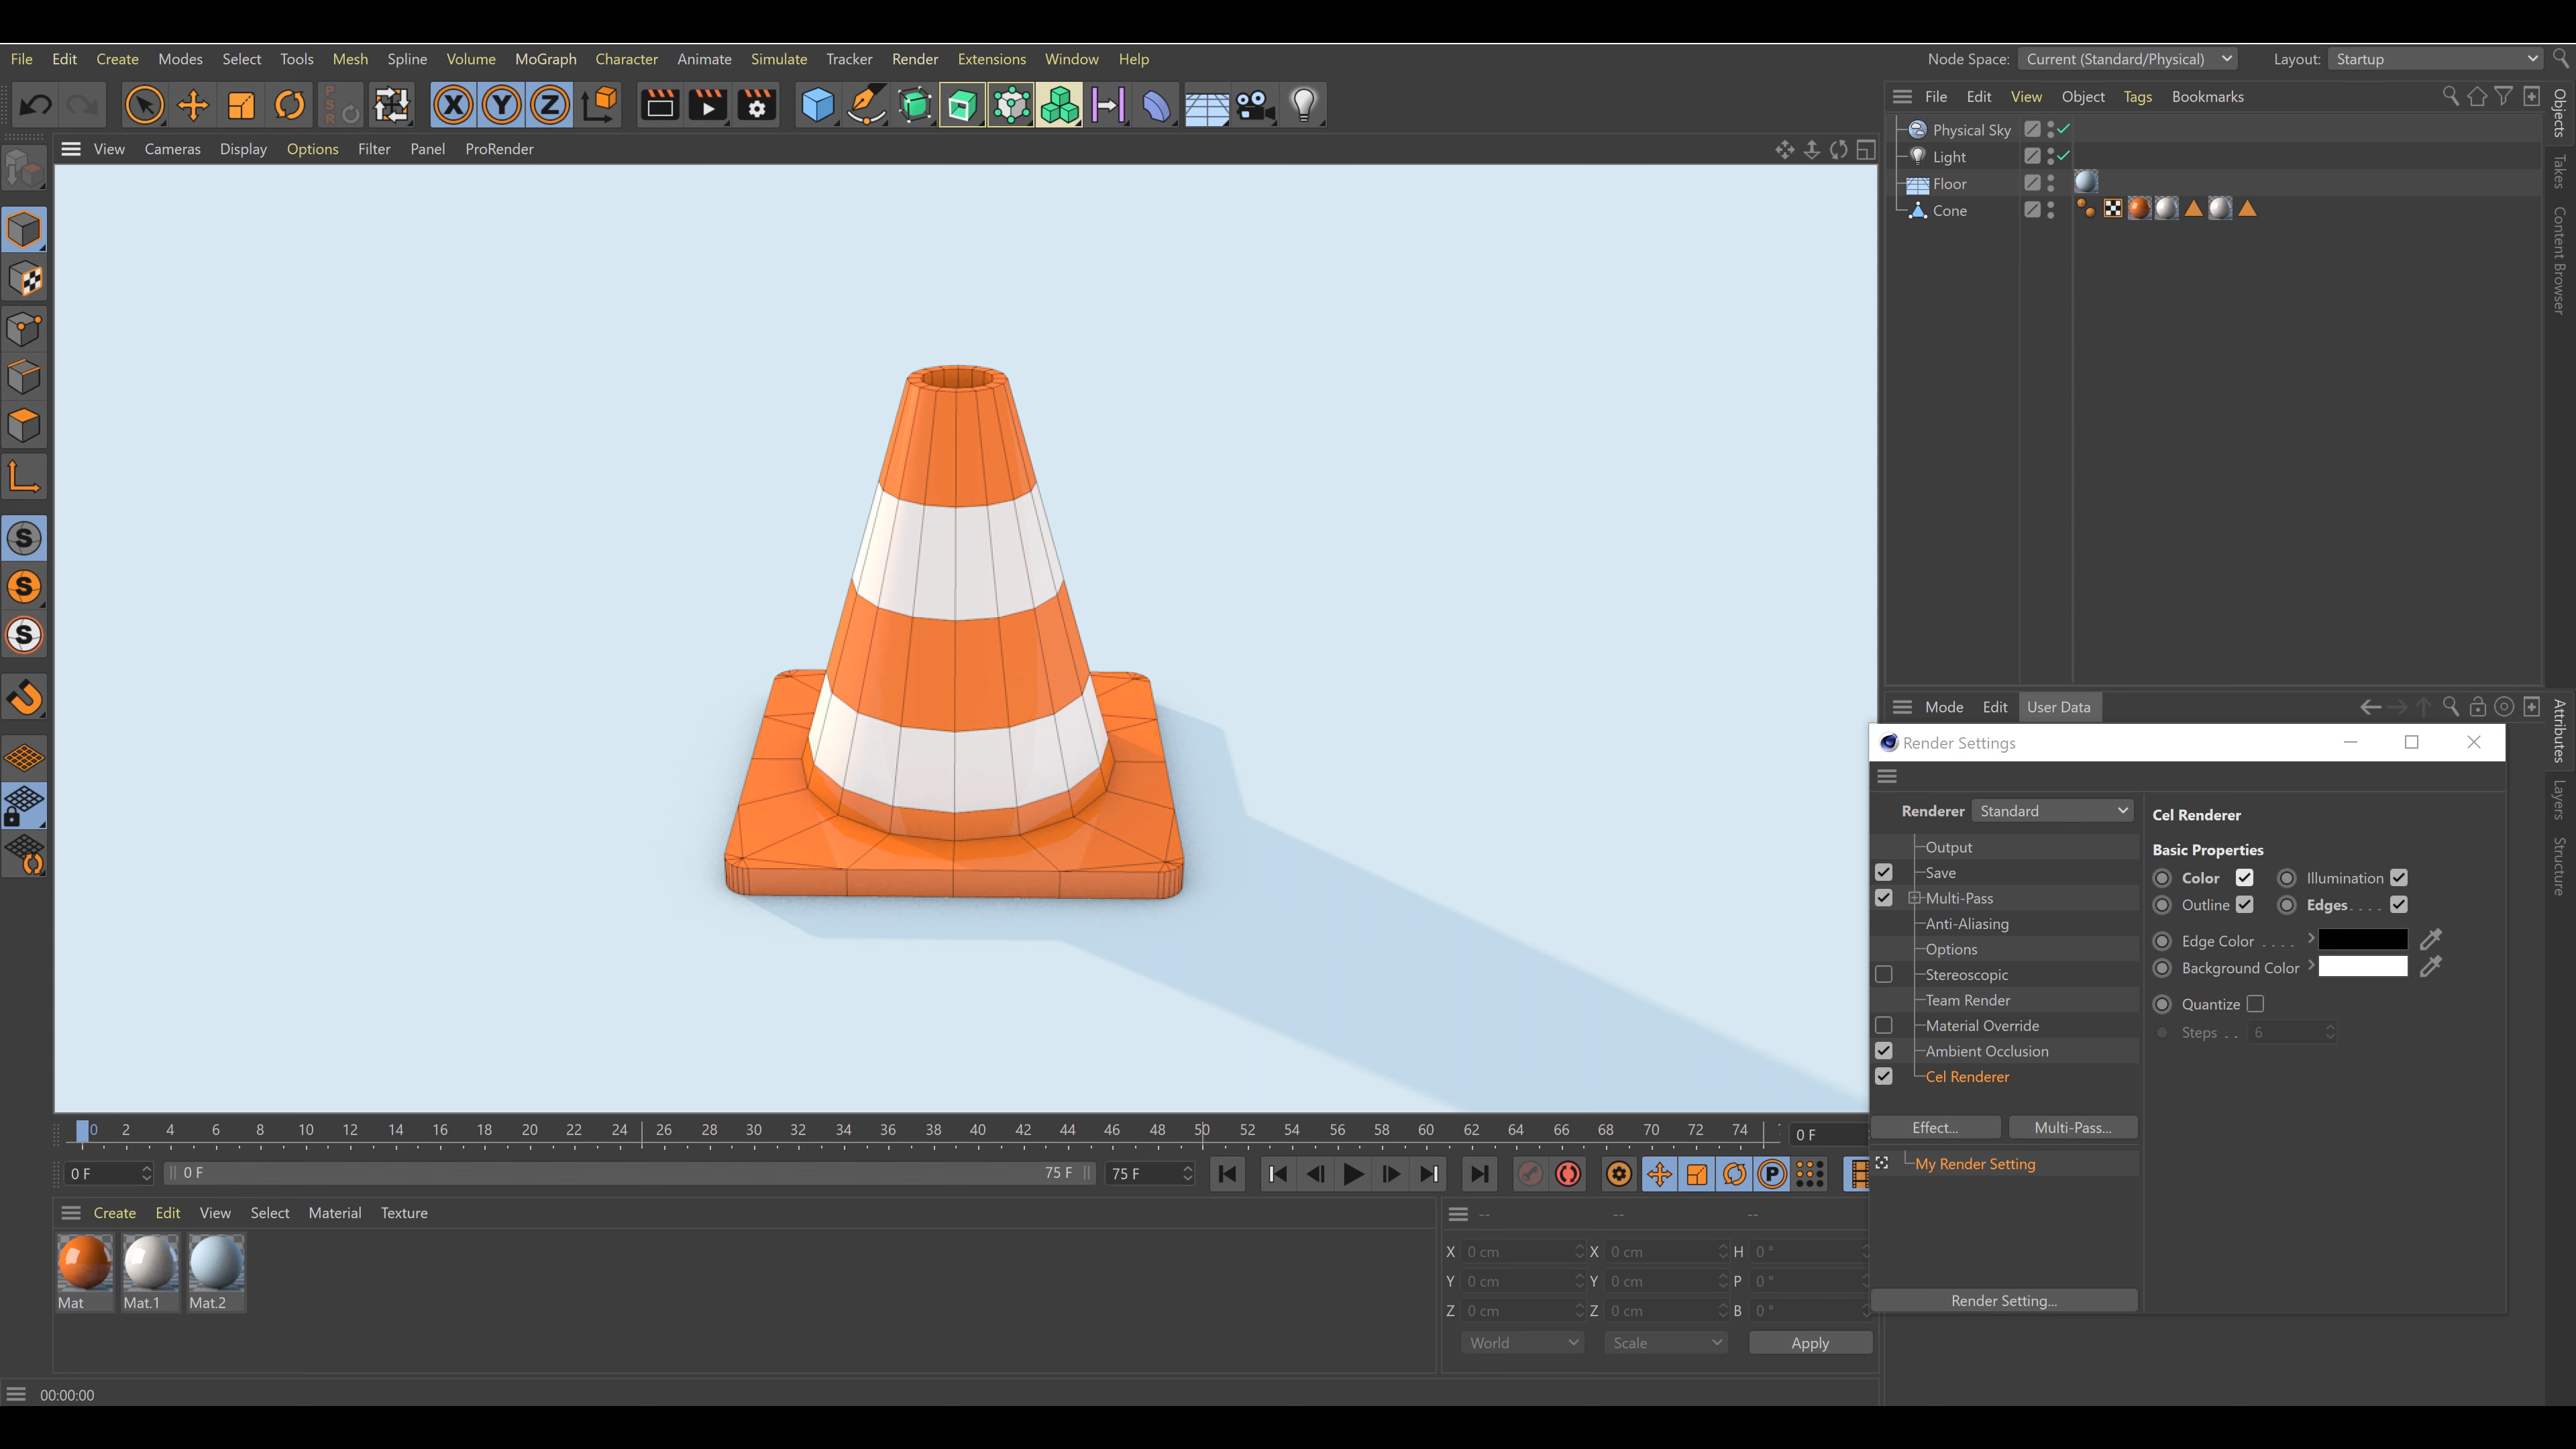 File Edit Create Modes Select Tools Mesh Spline Volume MoGraph Character Animate Simulate Tracker Render Extensions Window Help Node Space: Current (Standard/Physical) Layout: Startup
P S R X Y Z
File Edit View Object Tags Bookmarks
View Cameras Display Options Filter Panel ProRender
Physical Sky
Light
Floor
Cone
Objects
Takes
Content Browser
S
S
S
Mode Edit User Data
Attributes
Layers
Structure
Render Settings
Renderer Standard
Output
Save
Multi-Pass
Anti-Aliasing
Options
Stereoscopic
Team Render
Material Override
Ambient Occlusion
Cel Renderer
Effect... Multi-Pass...
My Render Setting
Render Setting...
Cel Renderer
Basic Properties
Color Illumination
Outline Edges....
Edge Color ....
Background Color
Quantize
Steps .. 6
0 2 4 6 8 10 12 14 16 18 20 22 24 26 28 30 32 34 36 38 40 42 44 46 48 50 52 54 56 58 60 62 64 66 68 70 72 74 0 F
0 F 0 F 75 F 75 F P
Create Edit View Select Material Texture
Mat Mat.1 Mat.2
-- -- --
X 0 cm X 0 cm H 0 °
Y 0 cm Y 0 cm P 0 °
Z 0 cm Z 0 cm B 0 °
World Scale Apply
00:00:00